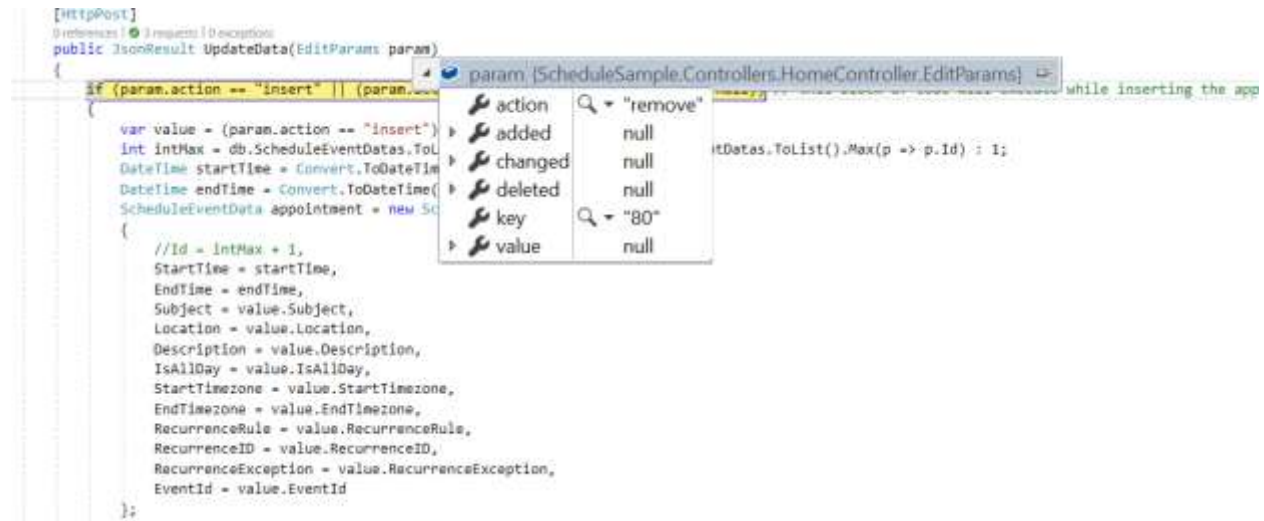 [HttpPost]
0 references | 3 requests | 0 exceptions
public JsonResult UpdateData(EditParams param)
{
param {ScheduleSample.Controllers.HomeController.EditParams}
if (param.action == "insert" || (param. while inserting the app
action "remove"
{
var value = (param.action == "insert")
added null
int intMax = db.ScheduleEventDatas.ToL tDatas.ToList().Max(p => p.Id) : 1;
changed null
DateTime startTime = Convert.ToDateTim
DateTime endTime = Convert.ToDateTime(
deleted null
ScheduleEventData appointment = new Sc
key "80"
{
value null
//Id = intMax + 1,
StartTime = startTime,
EndTime = endTime,
Subject = value.Subject,
Location = value.Location,
Description = value.Description,
IsAllDay = value.IsAllDay,
StartTimezone = value.StartTimezone,
EndTimezone = value.EndTimezone,
RecurrenceRule = value.RecurrenceRule,
RecurrenceID = value.RecurrenceID,
RecurrenceException = value.RecurrenceException,
EventId = value.EventId
};